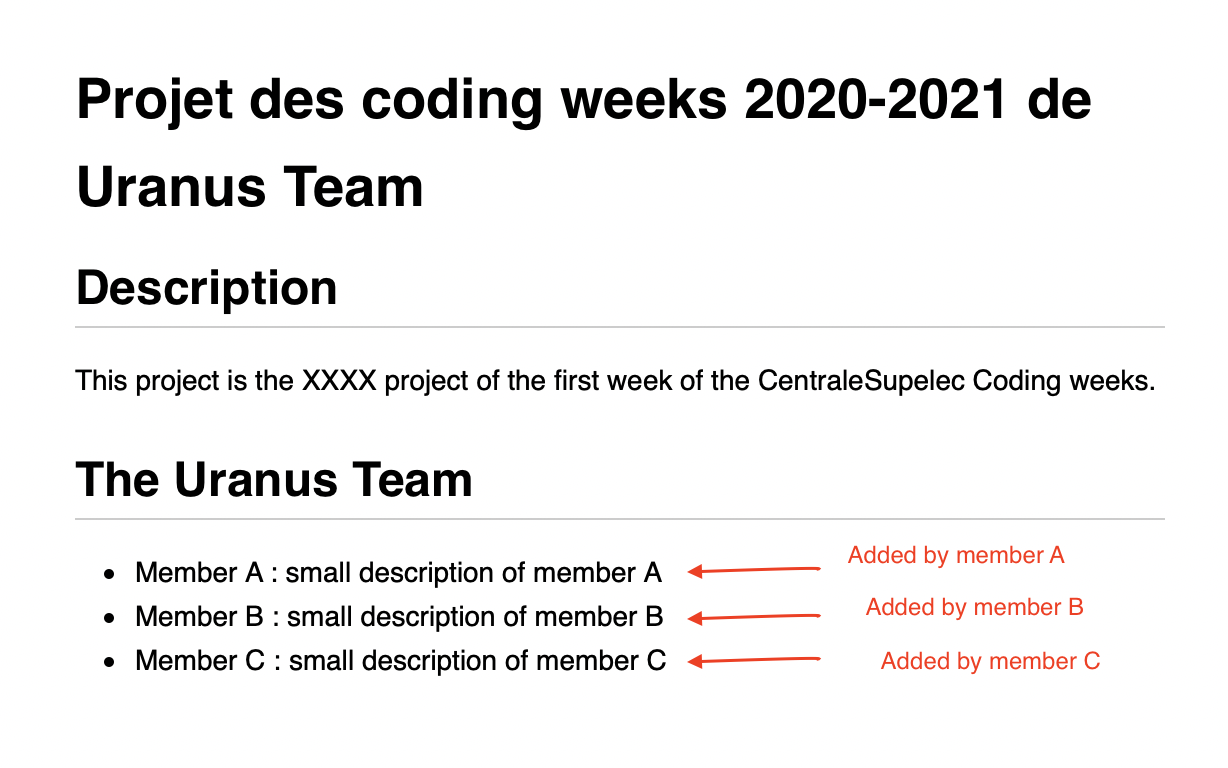 Projet des coding weeks 2020-2021 de
Uranus Team
Description
This project is the XXXX project of the first week of the CentraleSupelec Coding weeks.
The Uranus Team
• Member A : small description of member A
Added by member A
• Member B : small description of member B
Added by member B
• Member C : small description of member C
Added by member C